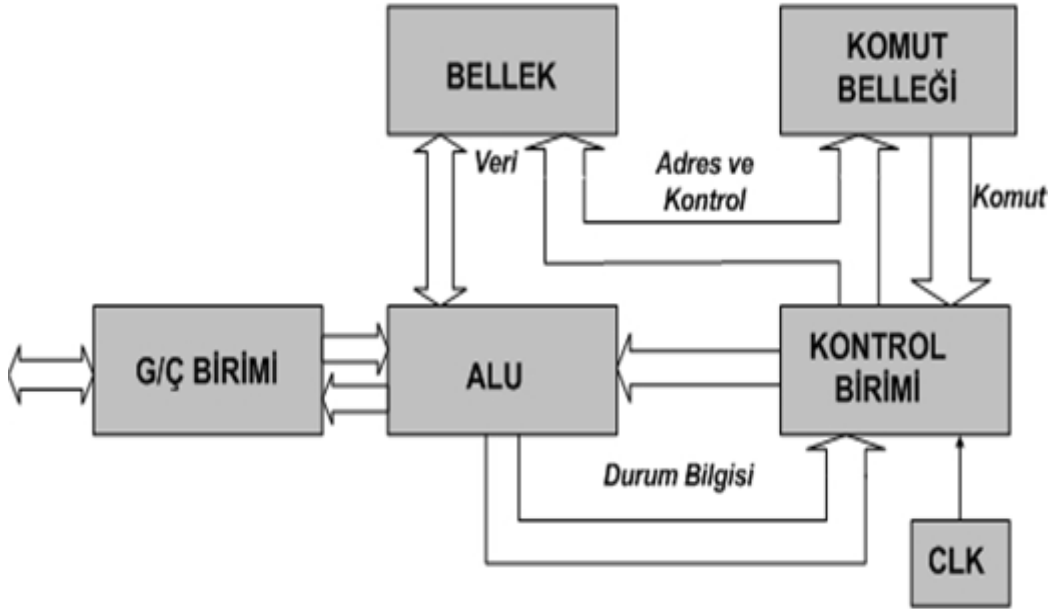 BELLEK
KOMUT
BELLEĞİ
Veri
Adres ve
Kontrol
Komut
G/Ç BİRİMİ
ALU
KONTROL
BİRİMİ
Durum Bilgisi
CLK